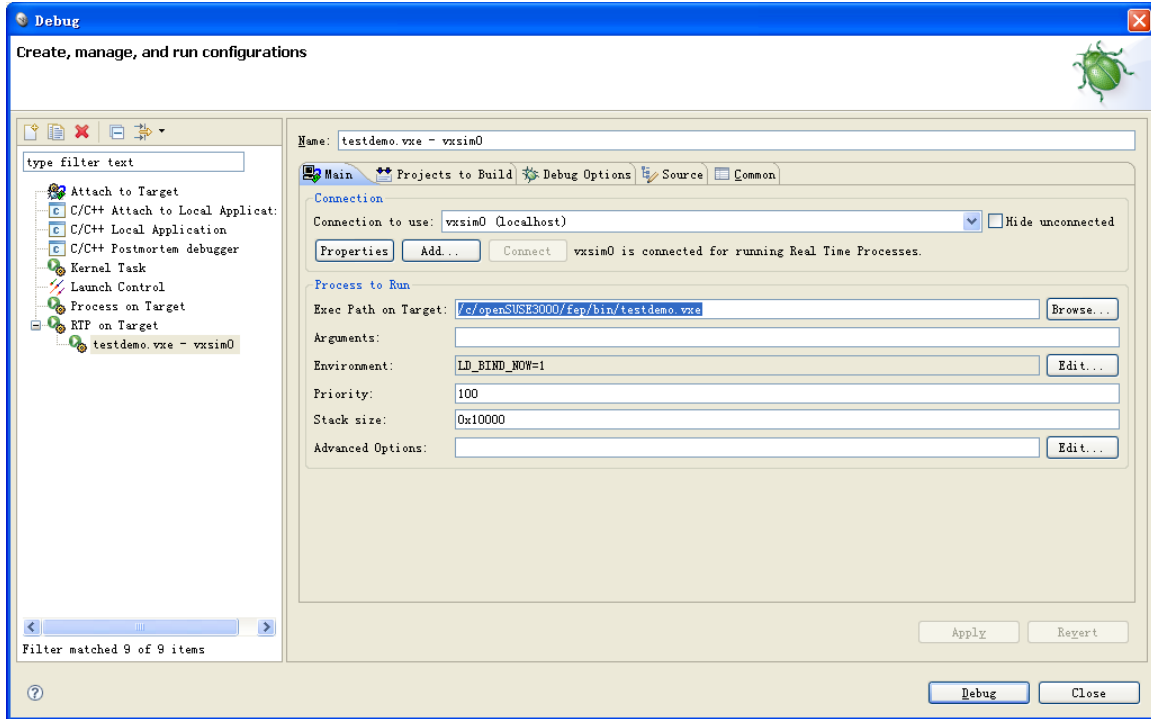 Debug
Create, manage, and run configurations
type filter text
Attach to Target
C/C++ Attach to Local Applicat:
C/C++ Local Application
C/C++ Postmortem debugger
Kernel Task
Launch Control
Process on Target
RTP on Target
testdemo.vxe - vxsim0
Filter matched 9 of 9 items
Name: testdemo.vxe - vxsim0
Main Projects to Build Debug Options Source Common
Connection
Connection to use: vxsim0 (localhost) Hide unconnected
Properties Add... Connect vxsim0 is connected for running Real Time Processes.
Process to Run
Exec Path on Target: /c/openSUSE3000/fep/bin/testdemo.vxe Browse...
Arguments:
Environment: LD_BIND_NOW=1 Edit...
Priority: 100
Stack size: 0x10000
Advanced Options: Edit...
Apply Revert
Debug Close